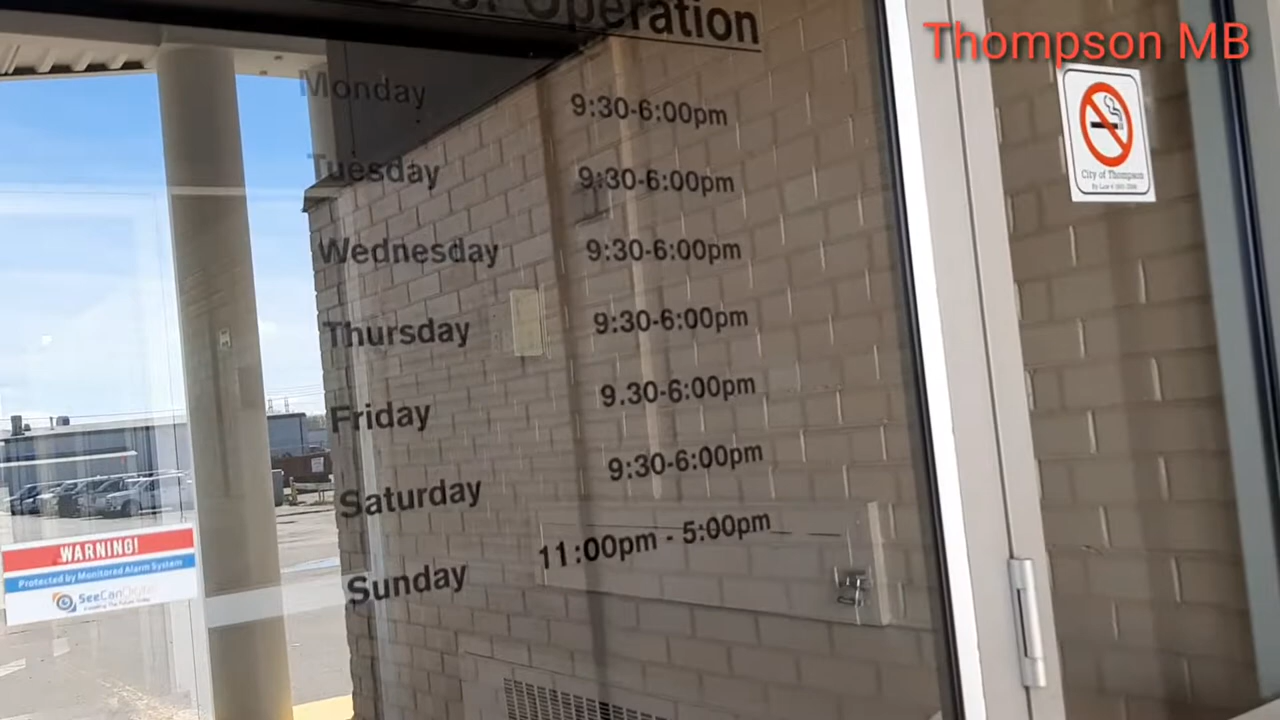 of Operation
Thompson MB
Monday 9:30-6:00pm
Tuesday 9:30-6:00pm
Wednesday 9:30-6:00pm
Thursday 9:30-6:00pm
Friday 9.30-6:00pm
Saturday 9:30-6:00pm
Sunday 11:00pm - 5:00pm
City of Thompson
WARNING!
Protected by Monitored Alarm System
SeeCan